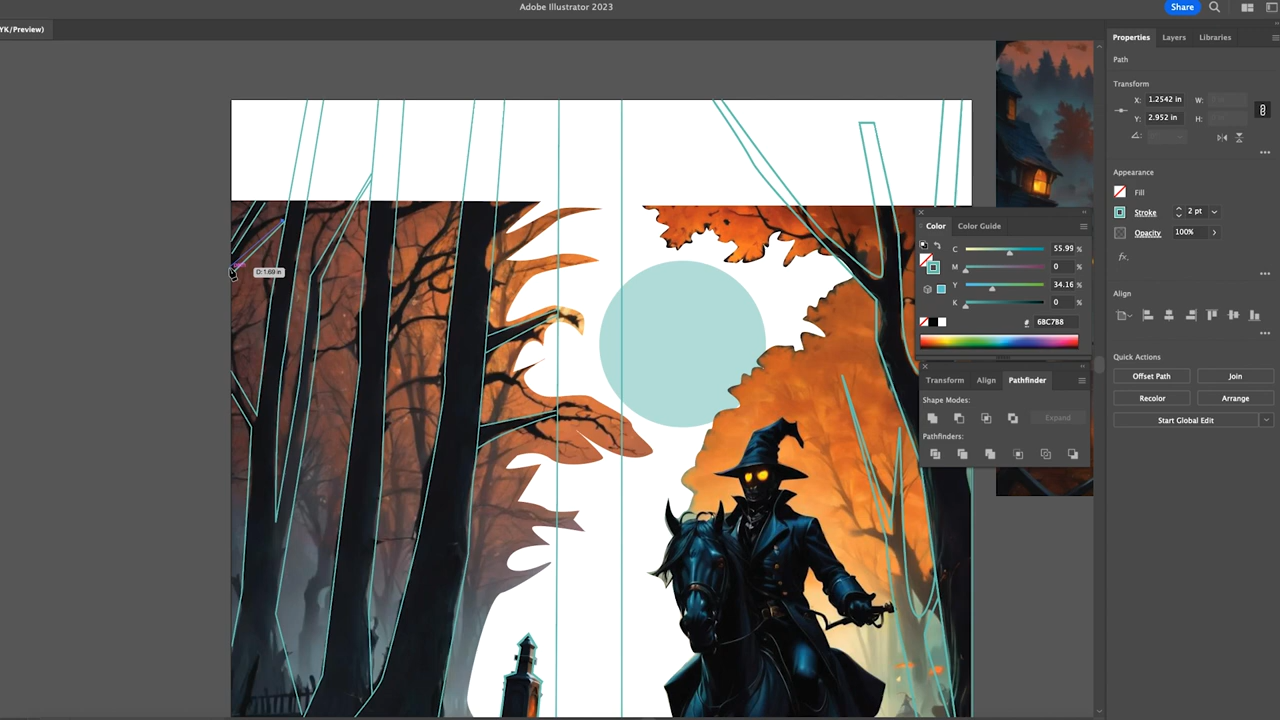 Adobe Illustrator 2023
Share
YK/Preview)
Properties Layers Libraries
Path
Transform
X: 1.2542 in W:
Y: 2.952 in H:
Appearance
Fill
Stroke 2 pt
Opacity 100%
fx.
Align
Quick Actions
Offset Path Join
Recolor Arrange
Start Global Edit
D: 1.69 in
Color Color Guide
C 55.99 %
M 0 %
Y 34.16 %
K 0 %
# 6BC7B8
Transform Align Pathfinder
Shape Modes:
Expand
Pathfinders: